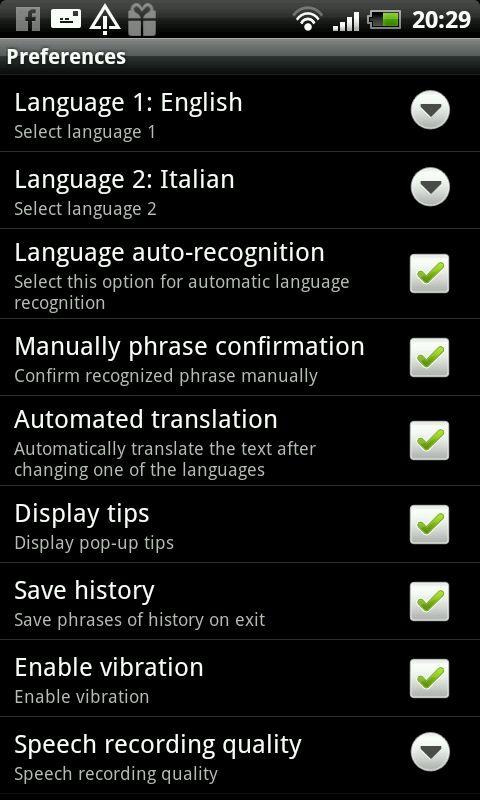 20:29
Preferences
Language 1: English
Select language 1
Language 2: Italian
Select language 2
Language auto-recognition
Select this option for automatic language
recognition
Manually phrase confirmation
Confirm recognized phrase manually
Automated translation
Automatically translate the text after
changing one of the languages
Display tips
Display pop-up tips
Save history
Save phrases of history on exit
Enable vibration
Enable vibration
Speech recording quality
Speech recording quality